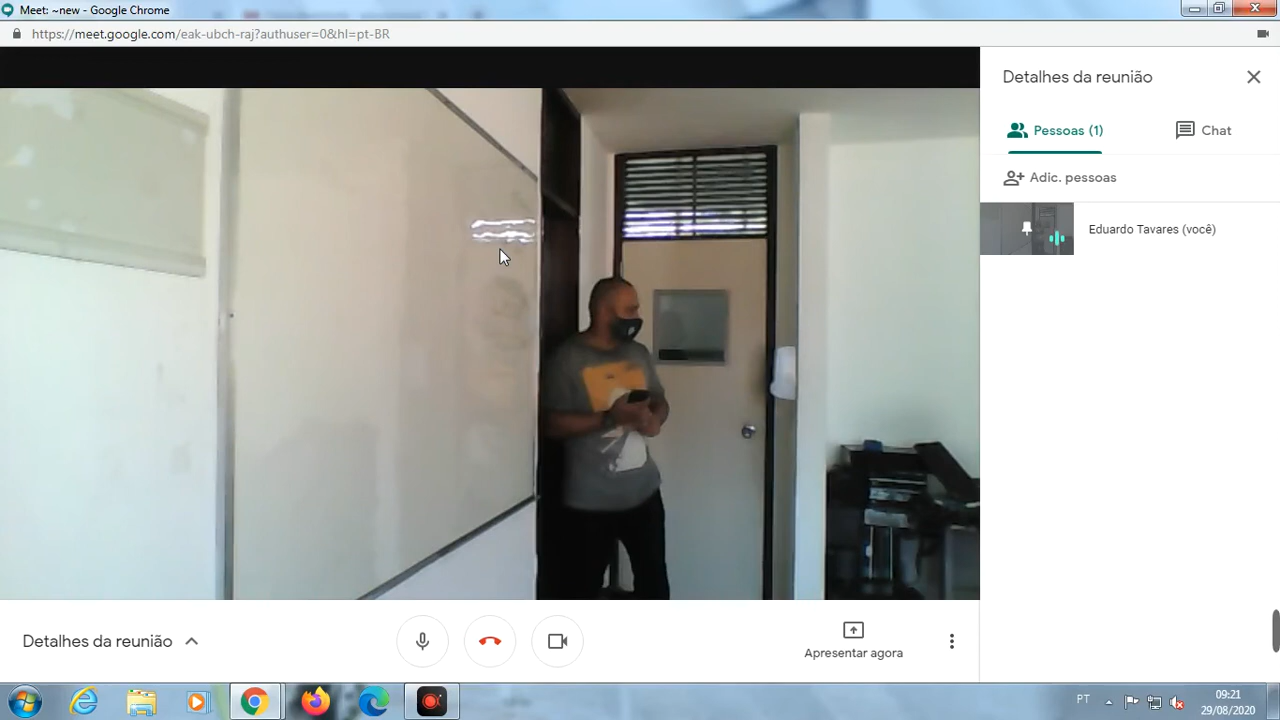 Meet: ~new - Google Chrome
https://meet.google.com/eak-ubch-raj?authuser=0&hl=pt-BR
Detalhes da reunião
Pessoas (1)
Chat
Adic. pessoas
Eduardo Tavares (você)
Detalhes da reunião
Apresentar agora
PT
09:21
29/08/2020